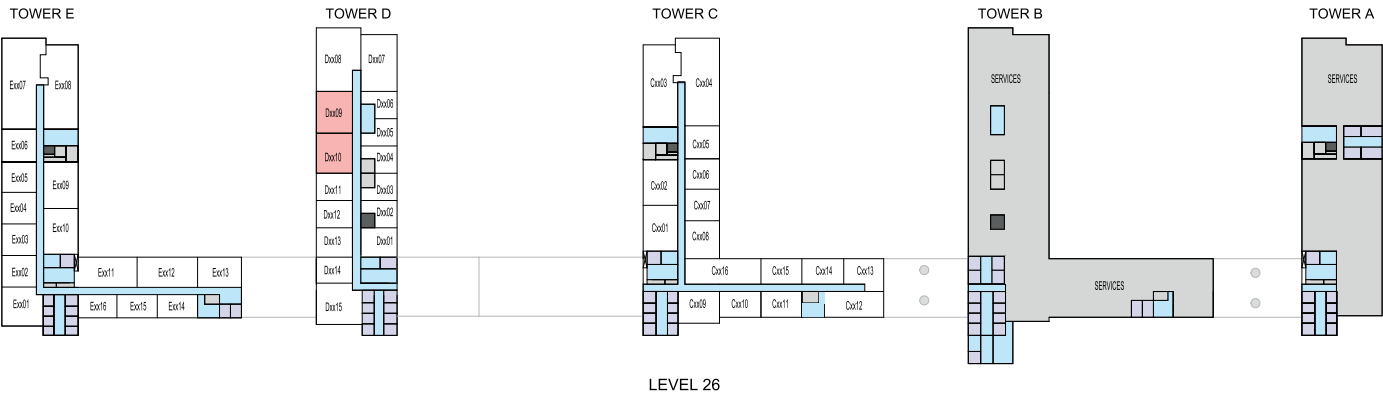 TOWER E
TOWER D
TOWER C
TOWER B
TOWER A
Exx07
Exx08
Exx06
Exx05
Exx09
Exx04
Exx10
Exx03
Exx02
Exx01
Exx11
Exx12
Exx13
Exx16
Exx15
Exx14
Dxx08
Dxx07
Dxx09
Dxx06
Dxx05
Dxx10
Dxx04
Dxx11
Dxx03
Dxx12
Dxx02
Dxx13
Dxx01
Dxx14
Dxx15
Cxx03
Cxx04
Cxx05
Cxx02
Cxx06
Cxx07
Cxx01
Cxx08
Cxx16
Cxx15
Cxx14
Cxx13
Cxx09
Cxx10
Cxx11
Cxx12
SERVICES
SERVICES
SERVICES
LEVEL 26